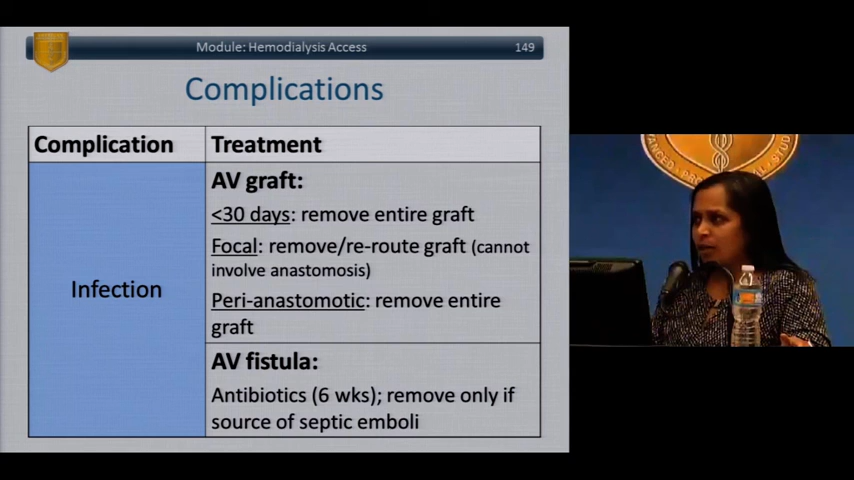 Module: Hemodialysis Access 149
Complications
Complication Treatment
AV graft:
<30 days: remove entire graft
Focal: remove/re-route graft (cannot
involve anastomosis)
Peri-anastomotic: remove entire
graft
Infection
AV fistula:
Antibiotics (6 wks); remove only if
source of septic emboli